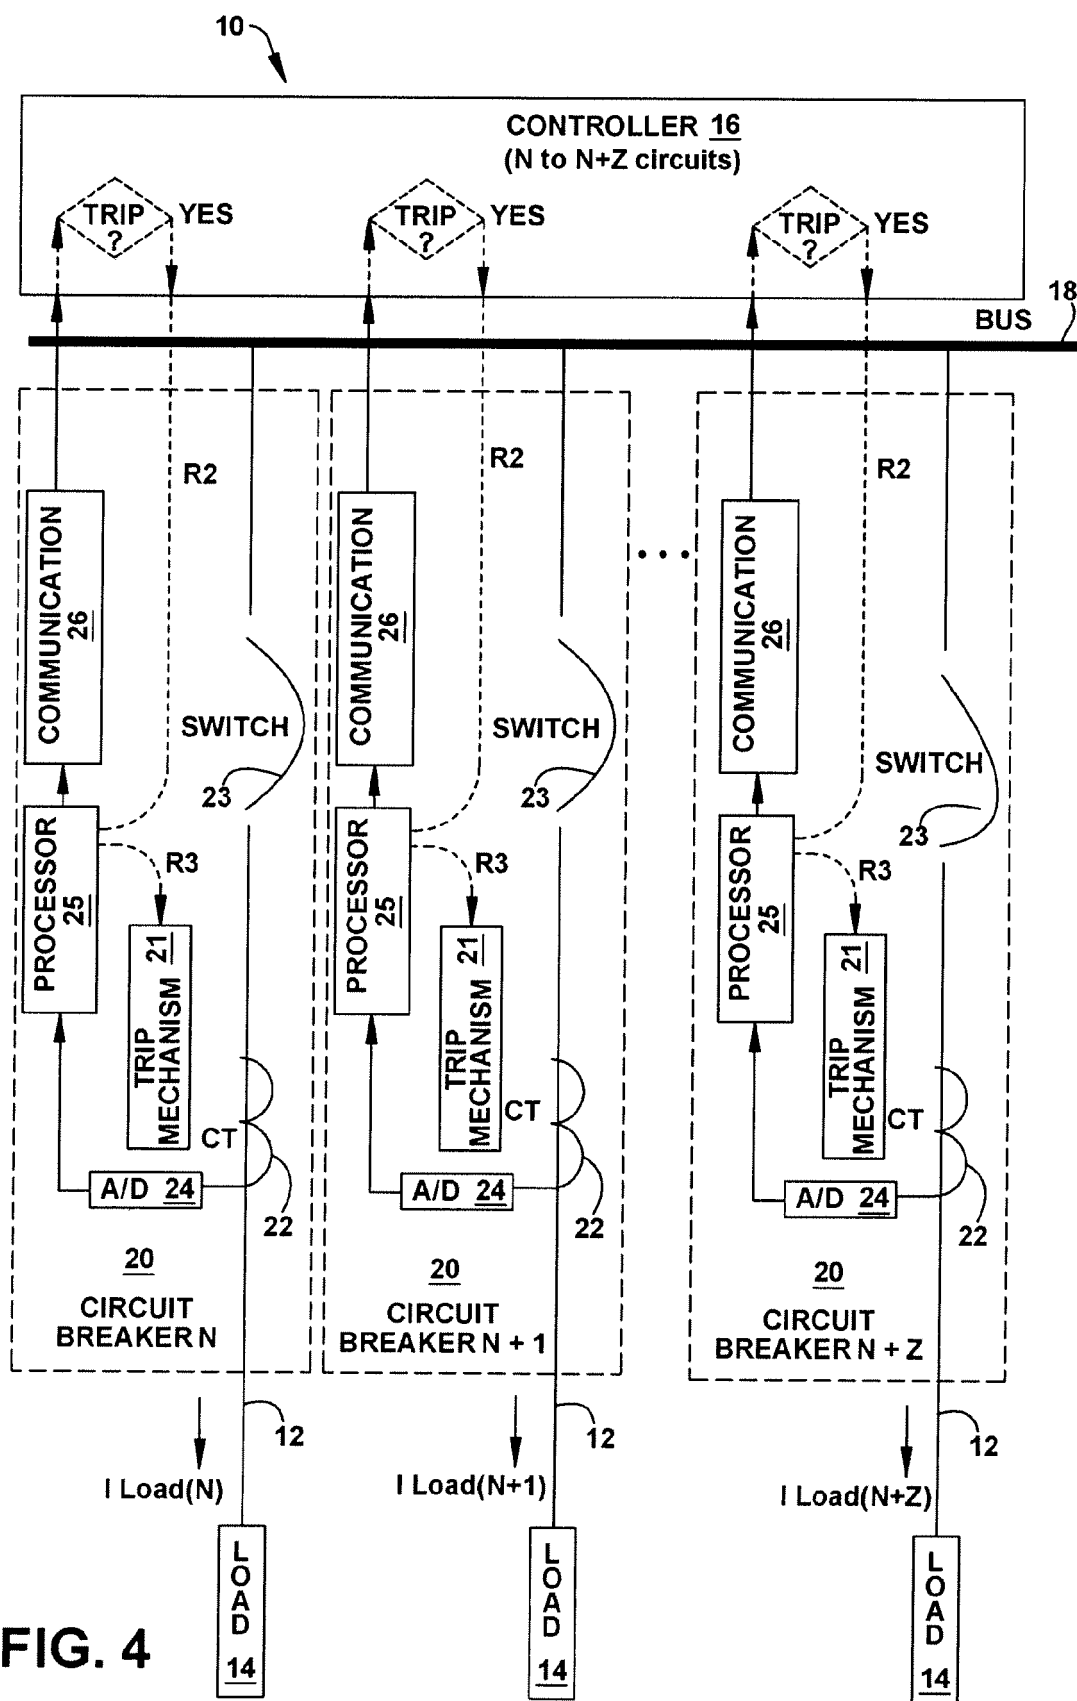 10
CONTROLLER 16
(N to N+Z circuits)
TRIP
?
YES
TRIP
?
YES
TRIP
?
YES
BUS
18
R2
COMMUNICATION
26
SWITCH
23
PROCESSOR
25
R3
TRIP
MECHANISM 21
CT
A/D 24
22
20
CIRCUIT
BREAKER N
12
I Load(N)
LOAD
14
R2
COMMUNICATION
26
SWITCH
23
PROCESSOR
25
R3
TRIP
MECHANISM 21
CT
A/D 24
22
20
CIRCUIT
BREAKER N + 1
12
I Load(N+1)
LOAD
14
R2
COMMUNICATION
26
SWITCH
23
PROCESSOR
25
R3
TRIP
MECHANISM 21
CT
A/D 24
22
20
CIRCUIT
BREAKER N + Z
12
I Load(N+Z)
LOAD
14
FIG. 4